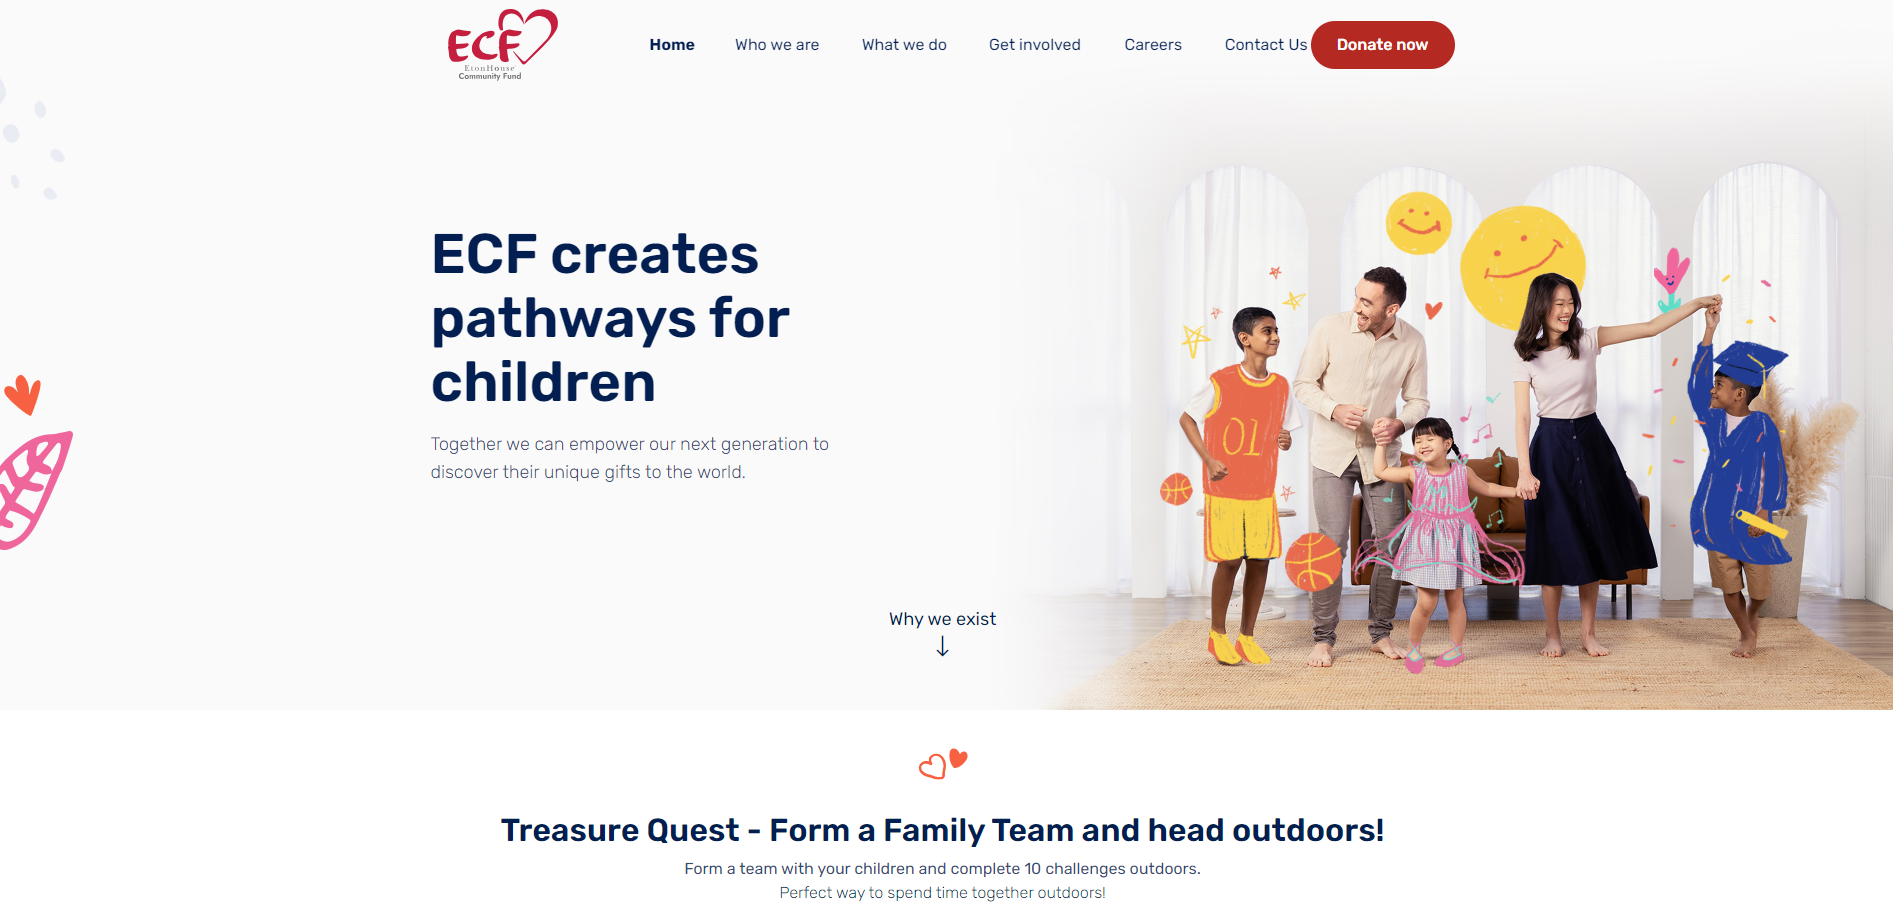 ECF
EtonHouse
Community Fund
Home
Who we are
What we do
Get involved
Careers
Contact Us
Donate now
ECF creates
pathways for
children
Together we can empower our next generation to
discover their unique gifts to the world.
01
Why we exist
Treasure Quest - Form a Family Team and head outdoors!
Form a team with your children and complete 10 challenges outdoors.
Perfect way to spend time together outdoors!